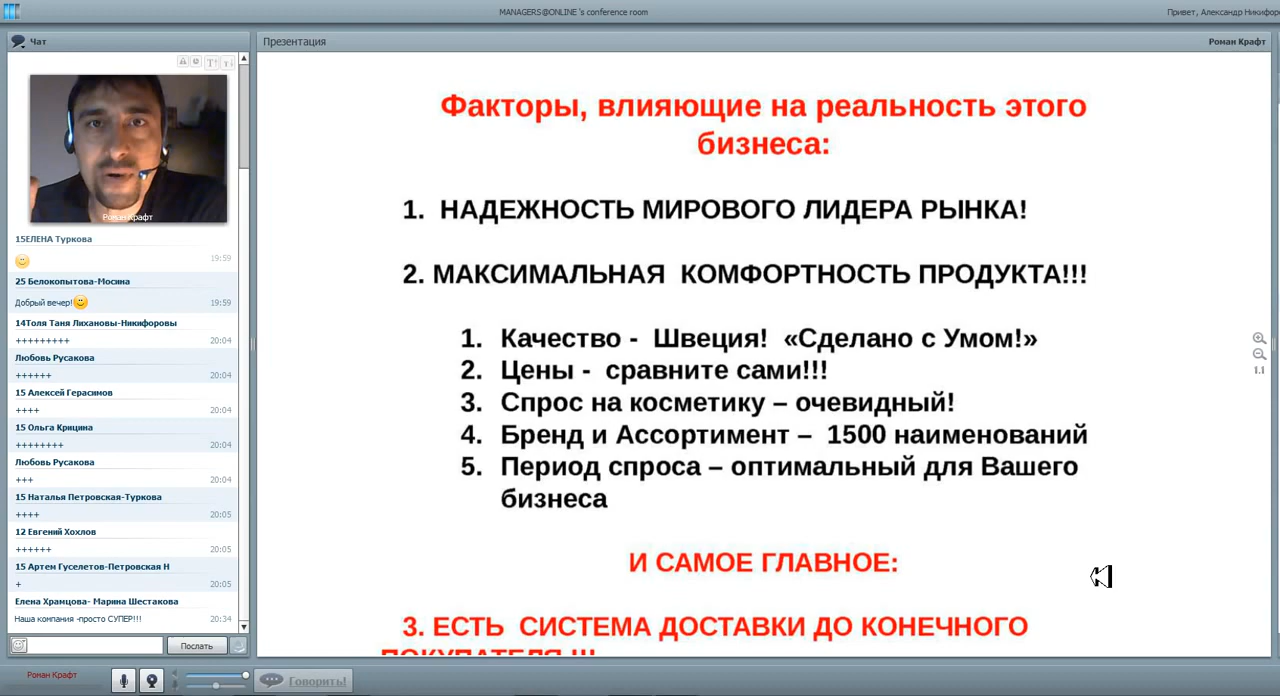 MANAGERS@ONLINE 's conference room
Привет, Александр Никифор
Чат
Роман Крафт
15ЕЛЕНА Туркова
19:59
25 Белокопытова-Мосина
Добрый вечер! 19:59
14Толя Таня Лихановы-Никифоровы
+++++++++ 20:04
Любовь Русакова
++++++ 20:04
15 Алексей Герасимов
++++ 20:04
15 Ольга Крицина
++++++++ 20:04
Любовь Русакова
+++ 20:04
15 Наталья Петровская-Туркова
++++ 20:05
12 Евгений Хохлов
++++++ 20:05
15 Артем Гуселетов-Петровская Н
+ 20:05
Елена Храмцова- Марина Шестакова
Наша компания -просто СУПЕР!!! 20:34
Послать
Презентация
Роман Крафт
Факторы, влияющие на реальность этого
бизнеса:
1. НАДЕЖНОСТЬ МИРОВОГО ЛИДЕРА РЫНКА!
2. МАКСИМАЛЬНАЯ КОМФОРТНОСТЬ ПРОДУКТА!!!
1. Качество - Швеция! «Сделано с Умом!»
2. Цены - сравните сами!!!
3. Спрос на косметику – очевидный!
4. Бренд и Ассортимент – 1500 наименований
5. Период спроса – оптимальный для Вашего
бизнеса
И САМОЕ ГЛАВНОЕ:
3. ЕСТЬ СИСТЕМА ДОСТАВКИ ДО КОНЕЧНОГО
ПОКУПАТЕЛЯ !!!
1.1
Роман Крафт
Говорить!